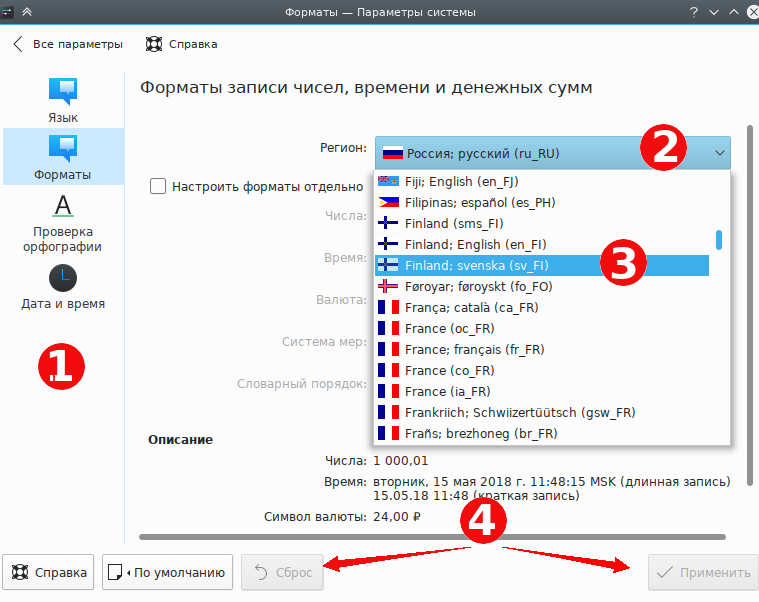 Форматы — Параметры системы
Все параметры
Справка
Язык
Форматы
Проверка
орфографии
Дата и время
1
Форматы записи чисел, времени и денежных сумм
Регион:
Россия; русский (ru_RU)
2
Fiji; English (en_FJ)
Filipinas; español (es_PH)
Finland (sms_FI)
Finland; English (en_FI)
Finland; svenska (sv_FI)
3
Føroyar; føroyskt (fo_FO)
França; català (ca_FR)
France (oc_FR)
France; français (fr_FR)
France (co_FR)
France (ia_FR)
Frankriich; Schwiizertüütsch (gsw_FR)
Frañs; brezhoneg (br_FR)
Настроить форматы отдельно
Числа:
Время:
Валюта:
Система мер:
Словарный порядок:
Описание
Числа: 1 000,01
Время: вторник, 15 мая 2018 г. 11:48:15 MSK (длинная запись)
15.05.18 11:48 (краткая запись)
Символ валюты: 24,00 ₽
4
Справка
По умолчанию
Сброс
Применить